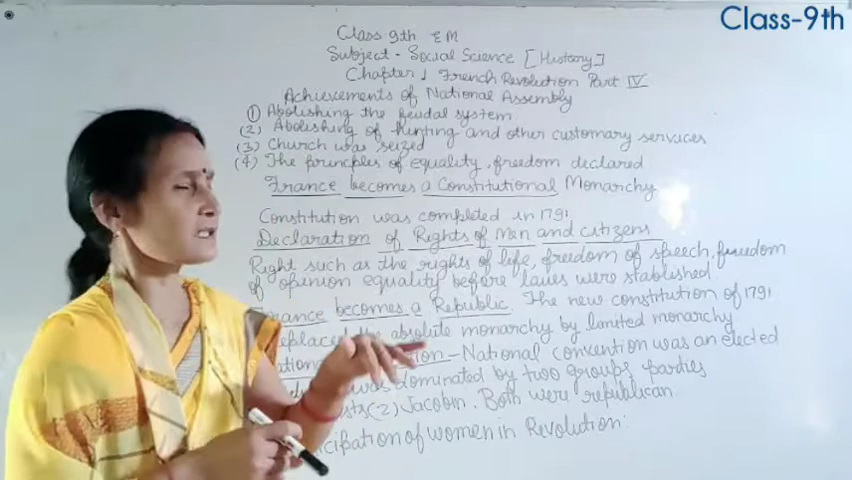 Class-9th
Class 9th EM
Subject - Social Science [History]
Chapter 1 French Revolution Part IV
Achievements of National Assembly
(1) Abolishing the feudal system
(2) Abolishing of hunting and other customary services
(3) Church was seized
(4) The principles of equality, freedom declared
France becomes a Constitutional Monarchy
Constitution was completed in 1791
Declaration of Rights of Men and citizens
Right such as the rights of life, freedom of speech, freedom
of opinion equality before laws were stablished
becomes a Republic. The new constitution of 1791
the absolute monarchy by limited monarchy
National convention was an elected
was dominated by two groups, parties
(2) Jacobin. Both were republican
of women in Revolution: